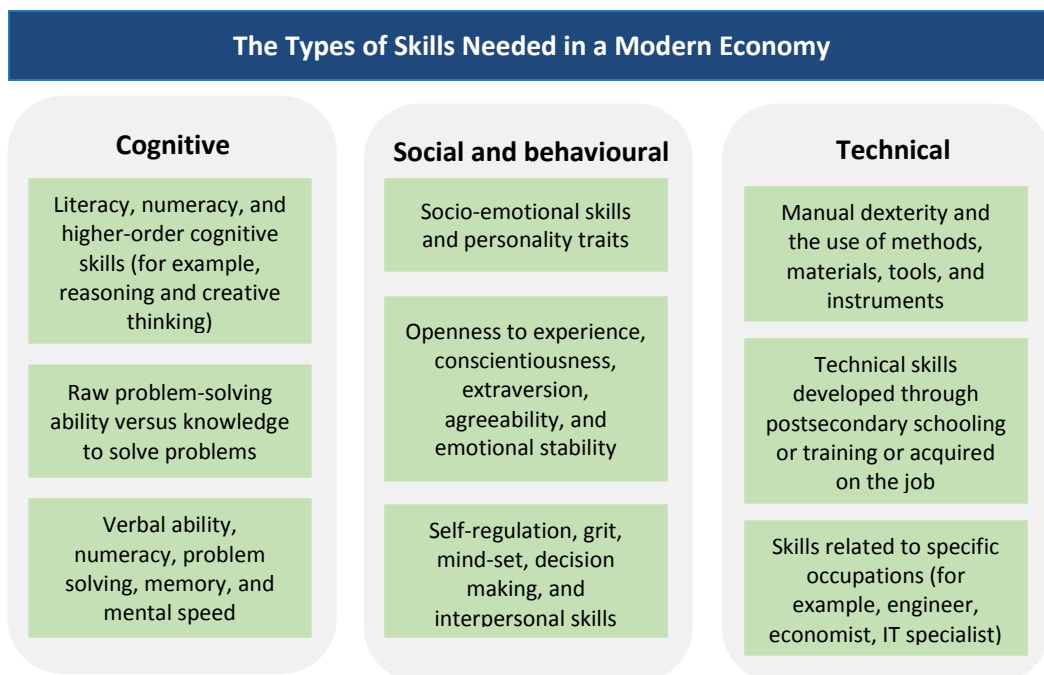 The Types of Skills Needed in a Modern Economy
Cognitive
Literacy, numeracy, and
higher-order cognitive
skills (for example,
reasoning and creative
thinking)
Raw problem-solving
ability versus knowledge
to solve problems
Verbal ability,
numeracy, problem
solving, memory, and
mental speed
Social and behavioural
Socio-emotional skills
and personality traits
Openness to experience,
conscientiousness,
extraversion,
agreeability, and
emotional stability
Self-regulation, grit,
mind-set, decision
making, and
interpersonal skills
Technical
Manual dexterity and
the use of methods,
materials, tools, and
instruments
Technical skills
developed through
postsecondary schooling
or training or acquired
on the job
Skills related to specific
occupations (for
example, engineer,
economist, IT specialist)